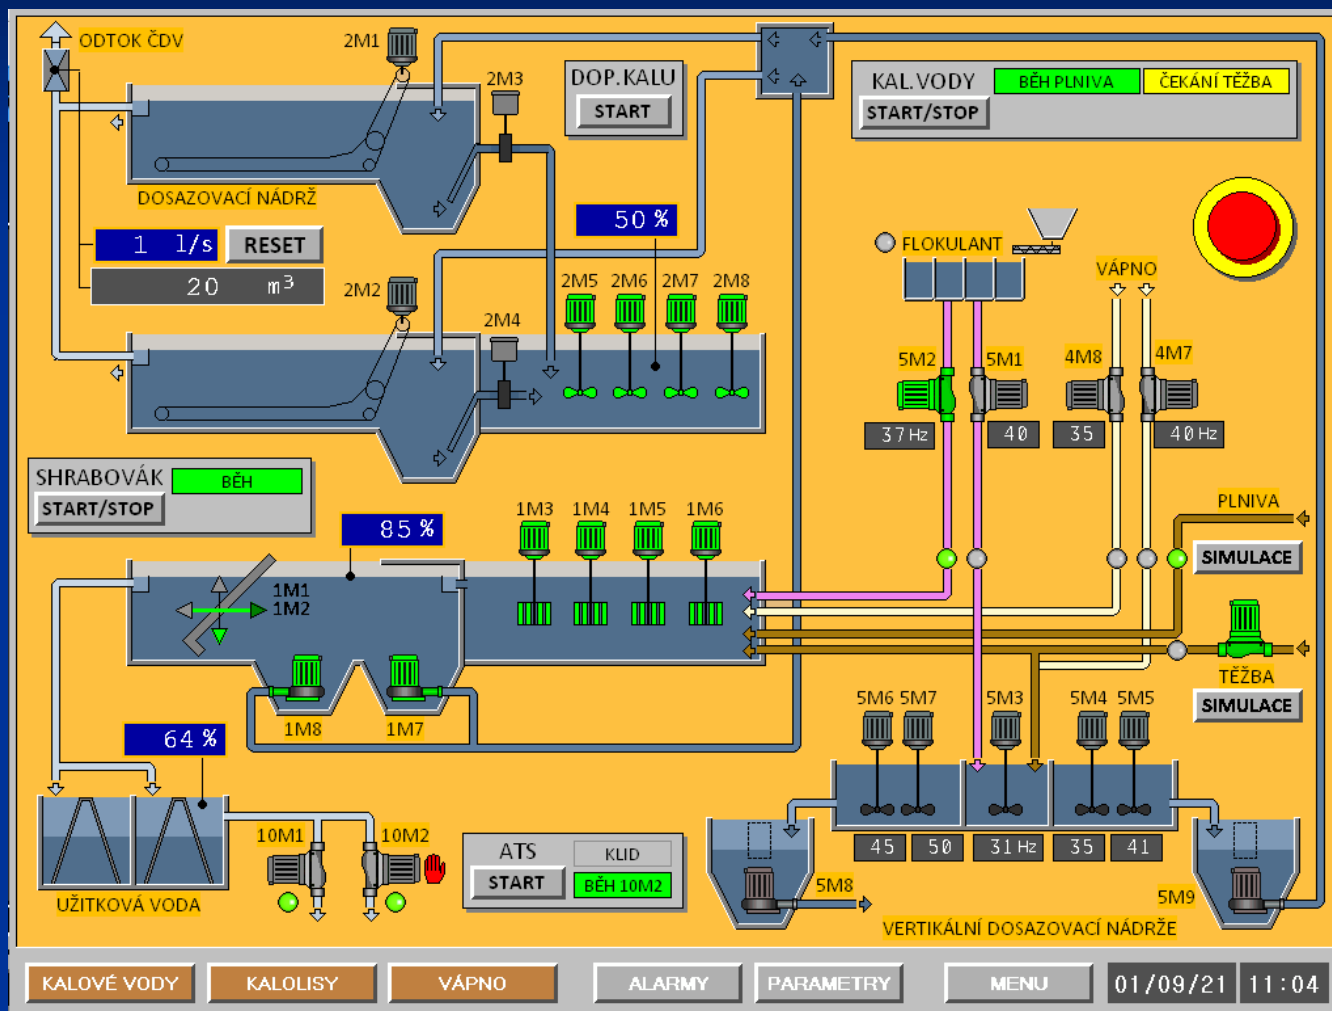 ODTOK ČDV
2M1
2M3
DOP.KALU
START
KAL.VODY
BĚH PLNIVA
ČEKÁNÍ TĚŽBA
START/STOP
DOSAZOVACÍ NÁDRŽ
1 l/s
RESET
20 m³
50 %
FLOKULANT
VÁPNO
2M2
2M4
2M5
2M6
2M7
2M8
5M2
5M1
4M8
4M7
37 Hz
40
35
40 Hz
SHRABOVÁK
BĚH
START/STOP
85 %
1M3
1M4
1M5
1M6
PLNIVA
SIMULACE
1M1
1M2
TĚŽBA
SIMULACE
1M8
1M7
64 %
5M6
5M7
5M3
5M4
5M5
45
50
31 Hz
35
41
10M1
10M2
ATS
KLID
START
BĚH 10M2
UŽITKOVÁ VODA
5M8
5M9
VERTIKÁLNÍ DOSAZOVACÍ NÁDRŽE
KALOVÉ VODY
KALOLISY
VÁPNO
ALARMY
PARAMETRY
MENU
01/09/21
11:04